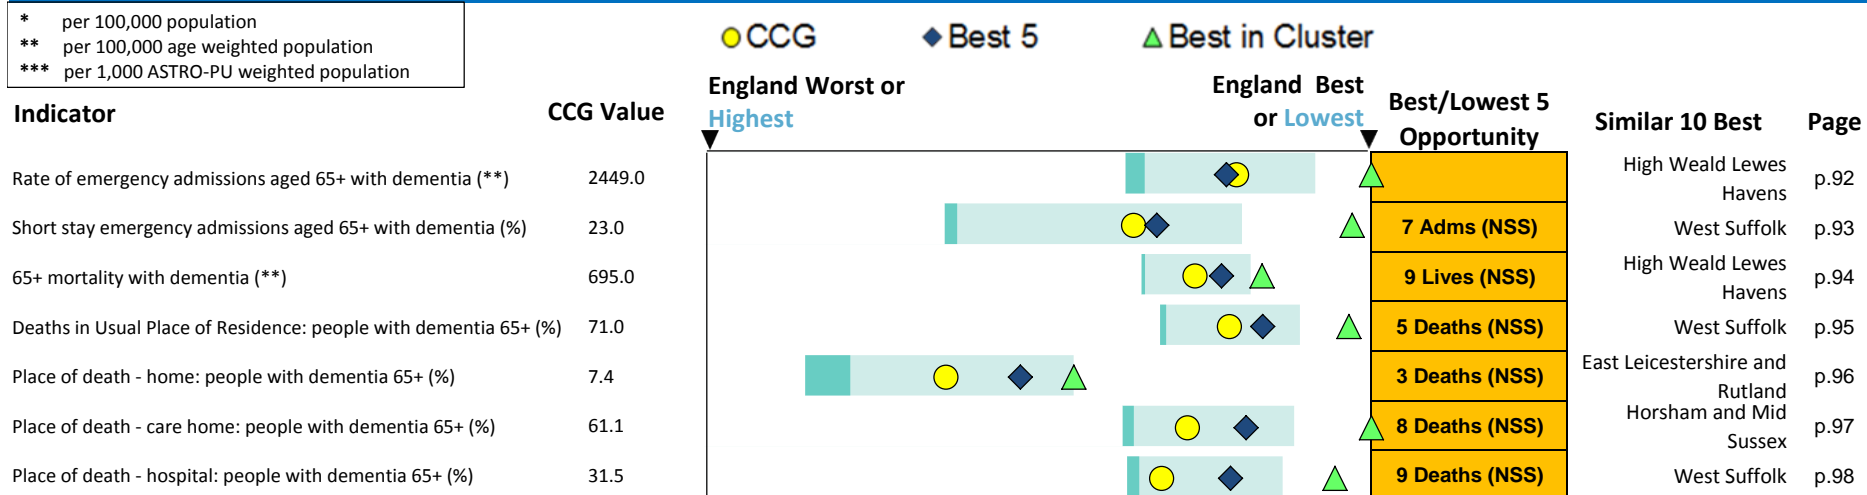 * per 100,000 population
** per 100,000 age weighted population
*** per 1,000 ASTRO-PU weighted population
CCG Best 5 Best in Cluster
England Worst or Highest
England Best or Lowest
Indicator CCG Value Best/Lowest 5 Opportunity Similar 10 Best Page
Rate of emergency admissions aged 65+ with dementia (**) 2449.0 High Weald Lewes Havens p.92
Short stay emergency admissions aged 65+ with dementia (%) 23.0 7 Adms (NSS) West Suffolk p.93
65+ mortality with dementia (**) 695.0 9 Lives (NSS) High Weald Lewes Havens p.94
Deaths in Usual Place of Residence: people with dementia 65+ (%) 71.0 5 Deaths (NSS) West Suffolk p.95
Place of death - home: people with dementia 65+ (%) 7.4 3 Deaths (NSS) East Leicestershire and Rutland p.96
Place of death - care home: people with dementia 65+ (%) 61.1 8 Deaths (NSS) Horsham and Mid Sussex p.97
Place of death - hospital: people with dementia 65+ (%) 31.5 9 Deaths (NSS) West Suffolk p.98